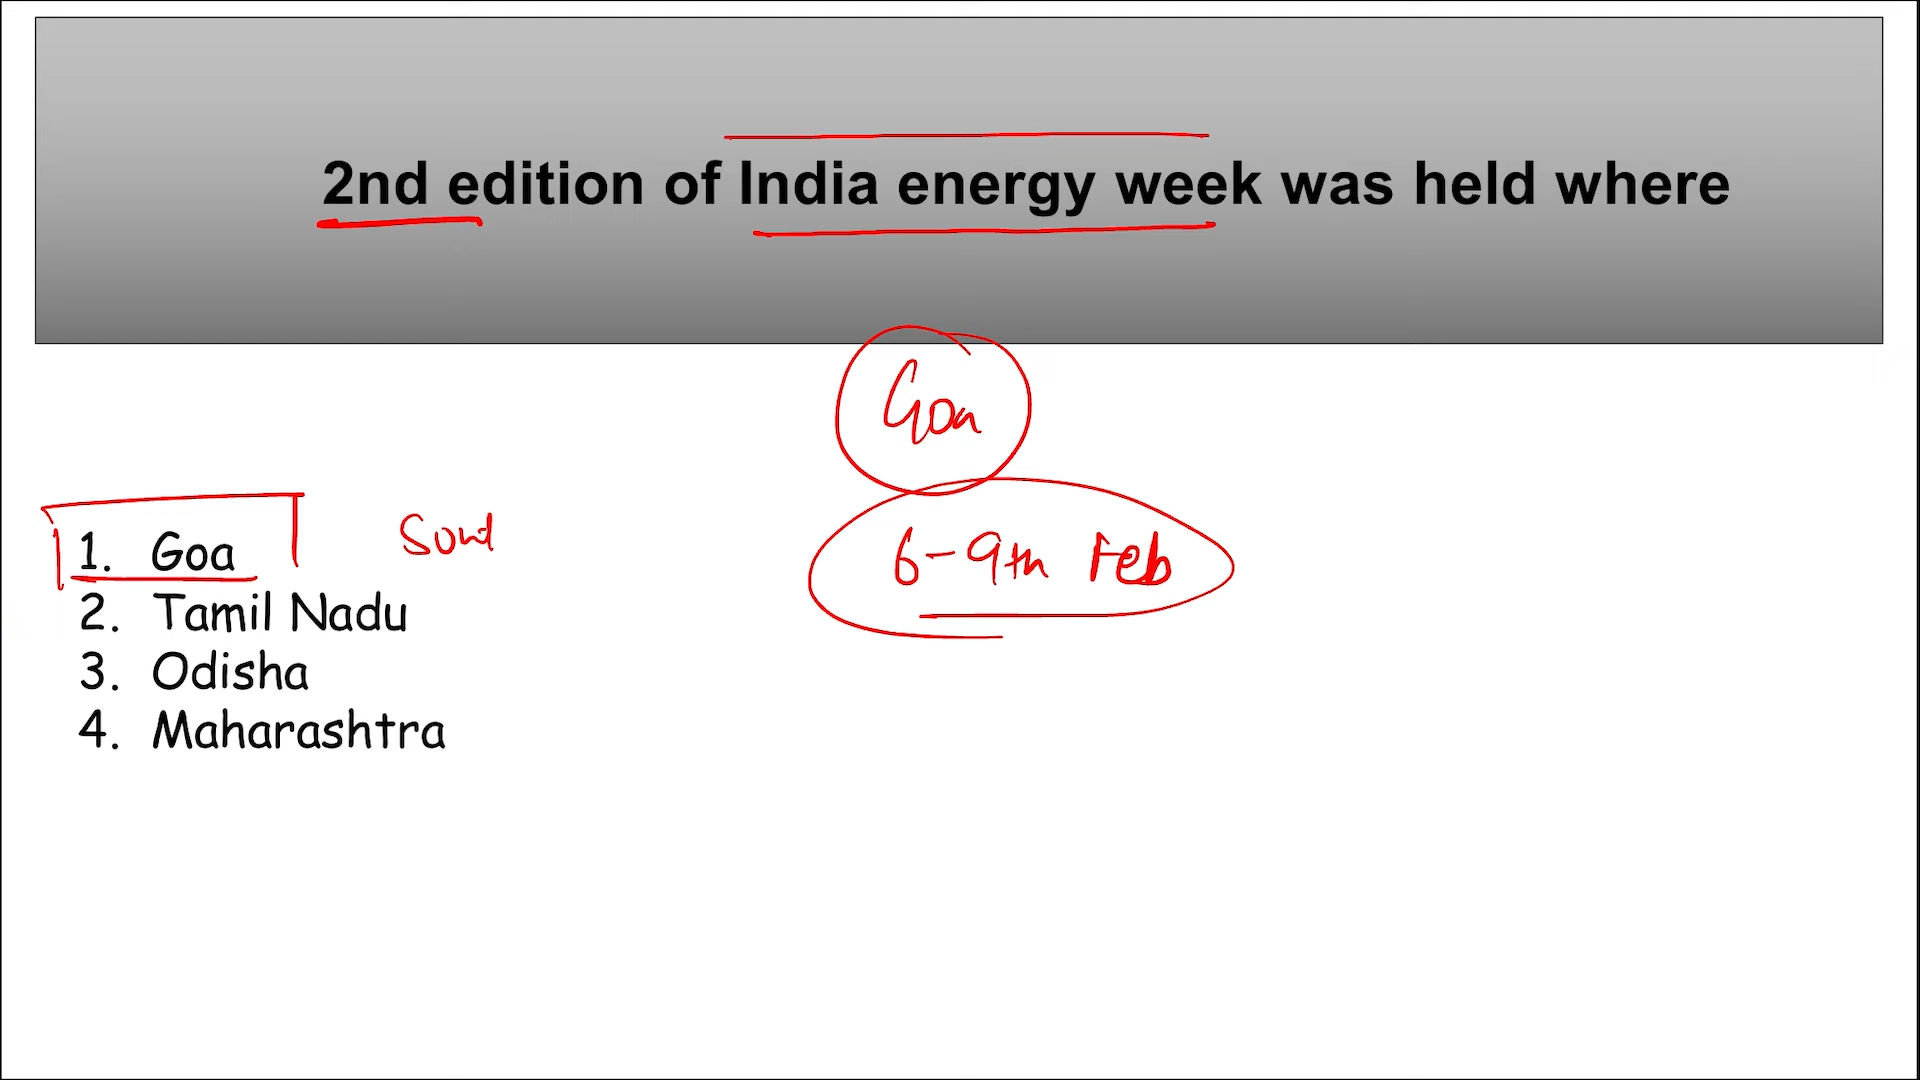 2nd edition of India energy week was held where
Goa
6-9th Feb
1. Goa
2. Tamil Nadu
3. Odisha
4. Maharashtra